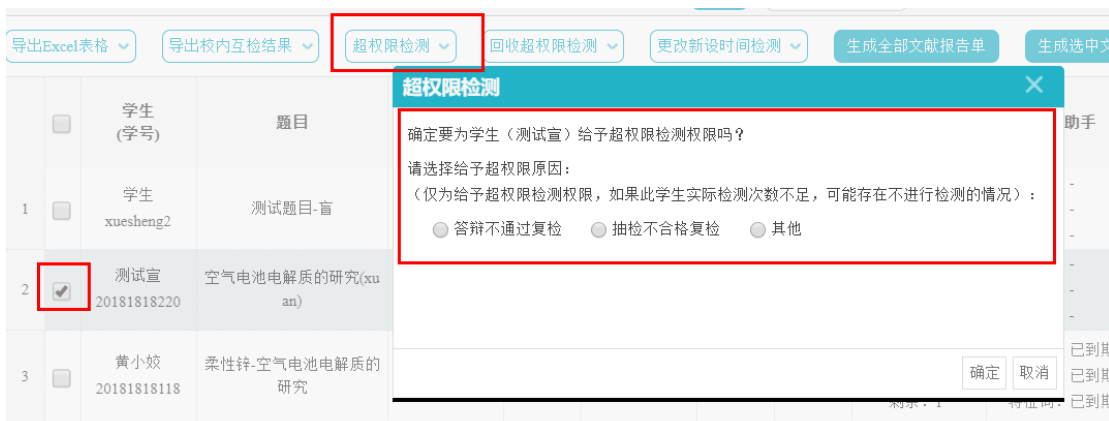 导出Excel表格 导出校内互检结果 超权限检测 回收超权限检测 更改新设时间检测 生成全部文献报告单 生成选中文
超权限检测
学生
(学号) 题目 助手
确定要为学生（测试宣）给予超权限检测权限吗？
请选择给予超权限原因：
（仅为给予超权限检测权限，如果此学生实际检测次数不足，可能存在不进行检测的情况）：
答辩不通过复检 抽检不合格复检 其他
1 学生
xuesheng2 测试题目-盲
-
-
-
2 测试宣
20181818220 空气电池电解质的研究(xu
an)
-
-
-
3 黄小姣
20181818118 柔性锌-空气电池电解质的
研究
已到期
已到期
已到期
确定 取消